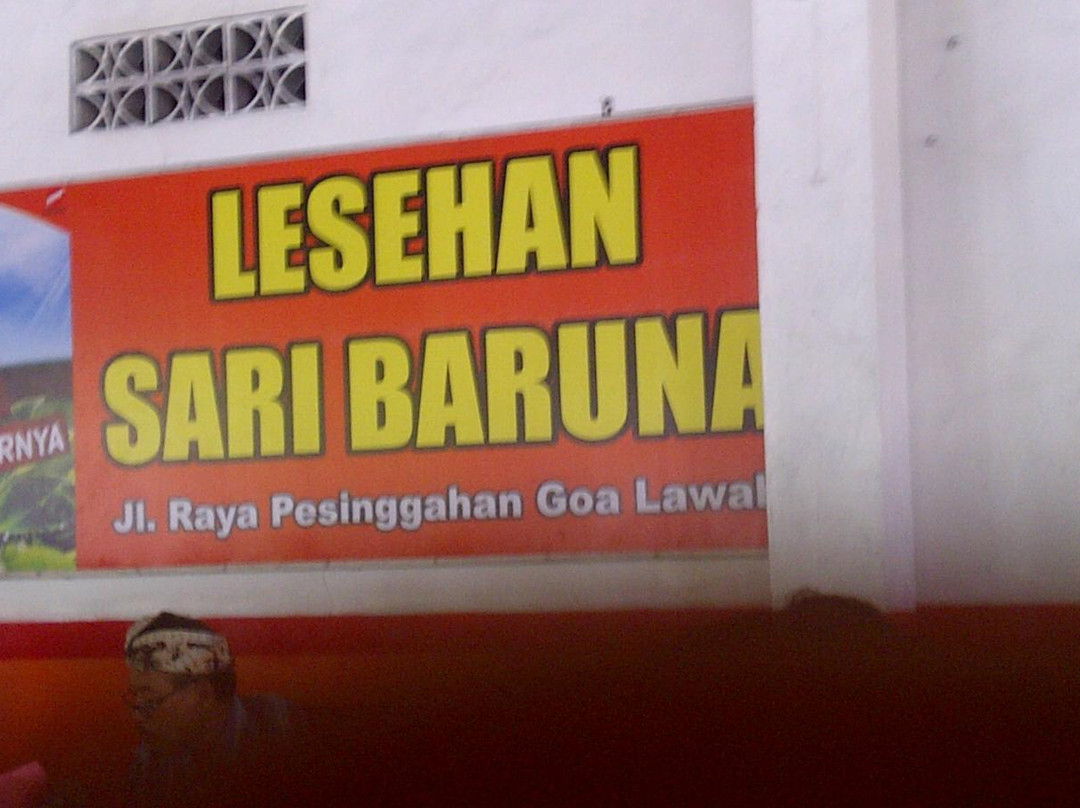 LESEHAN
SARI BARUNA
Jl. Raya Pesinggahan Goa Lawa
RNYA